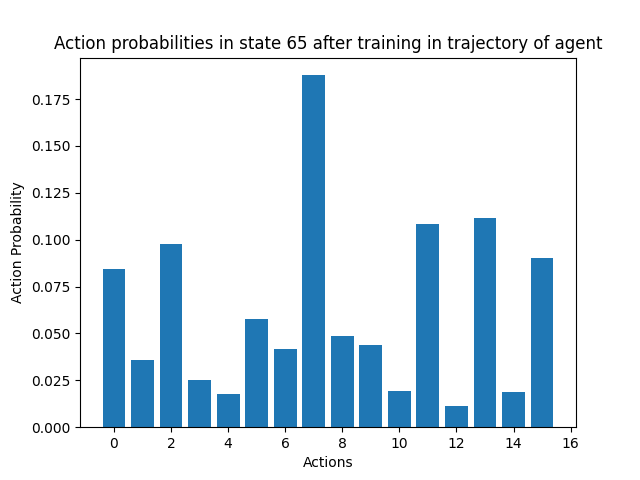 Action probabilities in state 65 after training in trajectory of agent
Action Probability
0.175
0.150
0.125
0.100
0.075
0.050
0.025
0.000
0 2 4 6 8 10 12 14 16
Actions